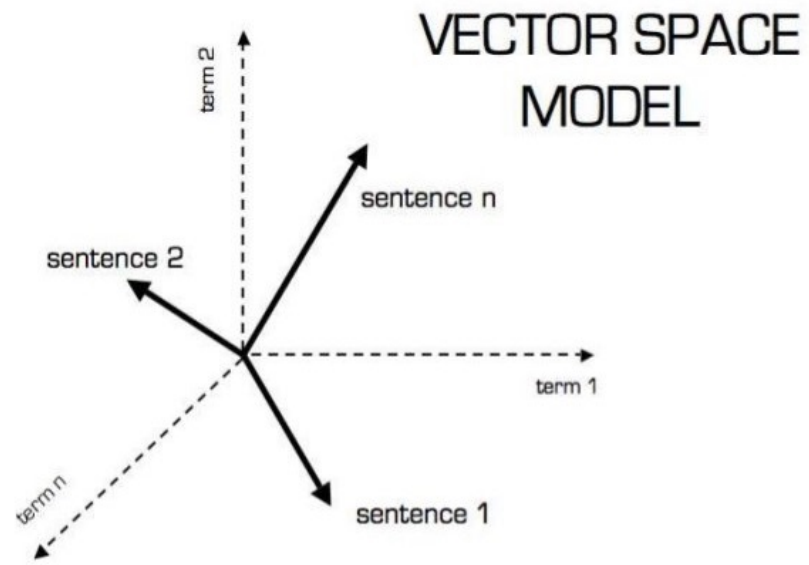 VECTOR SPACE
MODEL
term 2
sentence n
sentence 2
term 1
term n
sentence 1